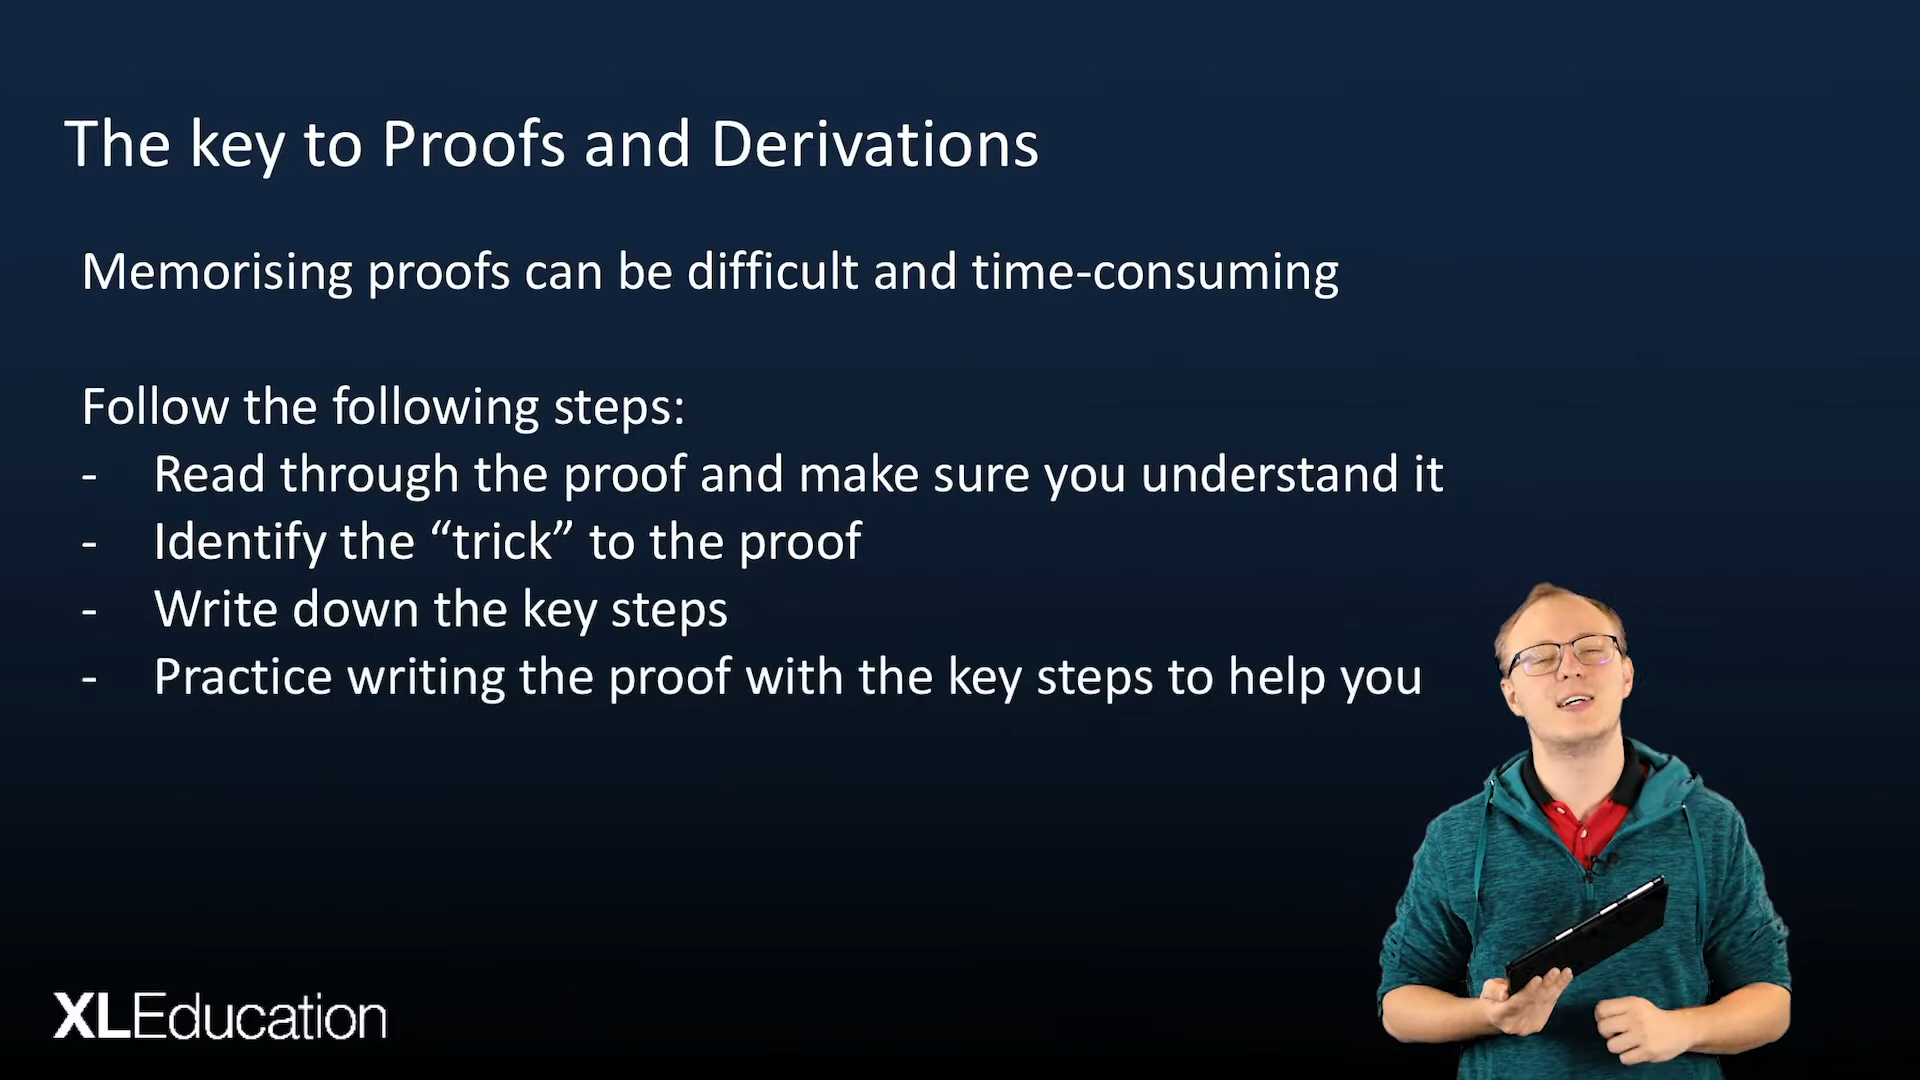 The key to Proofs and Derivations
Memorising proofs can be difficult and time-consuming
Follow the following steps:
- Read through the proof and make sure you understand it
- Identify the “trick” to the proof
- Write down the key steps
- Practice writing the proof with the key steps to help you
XLEducation